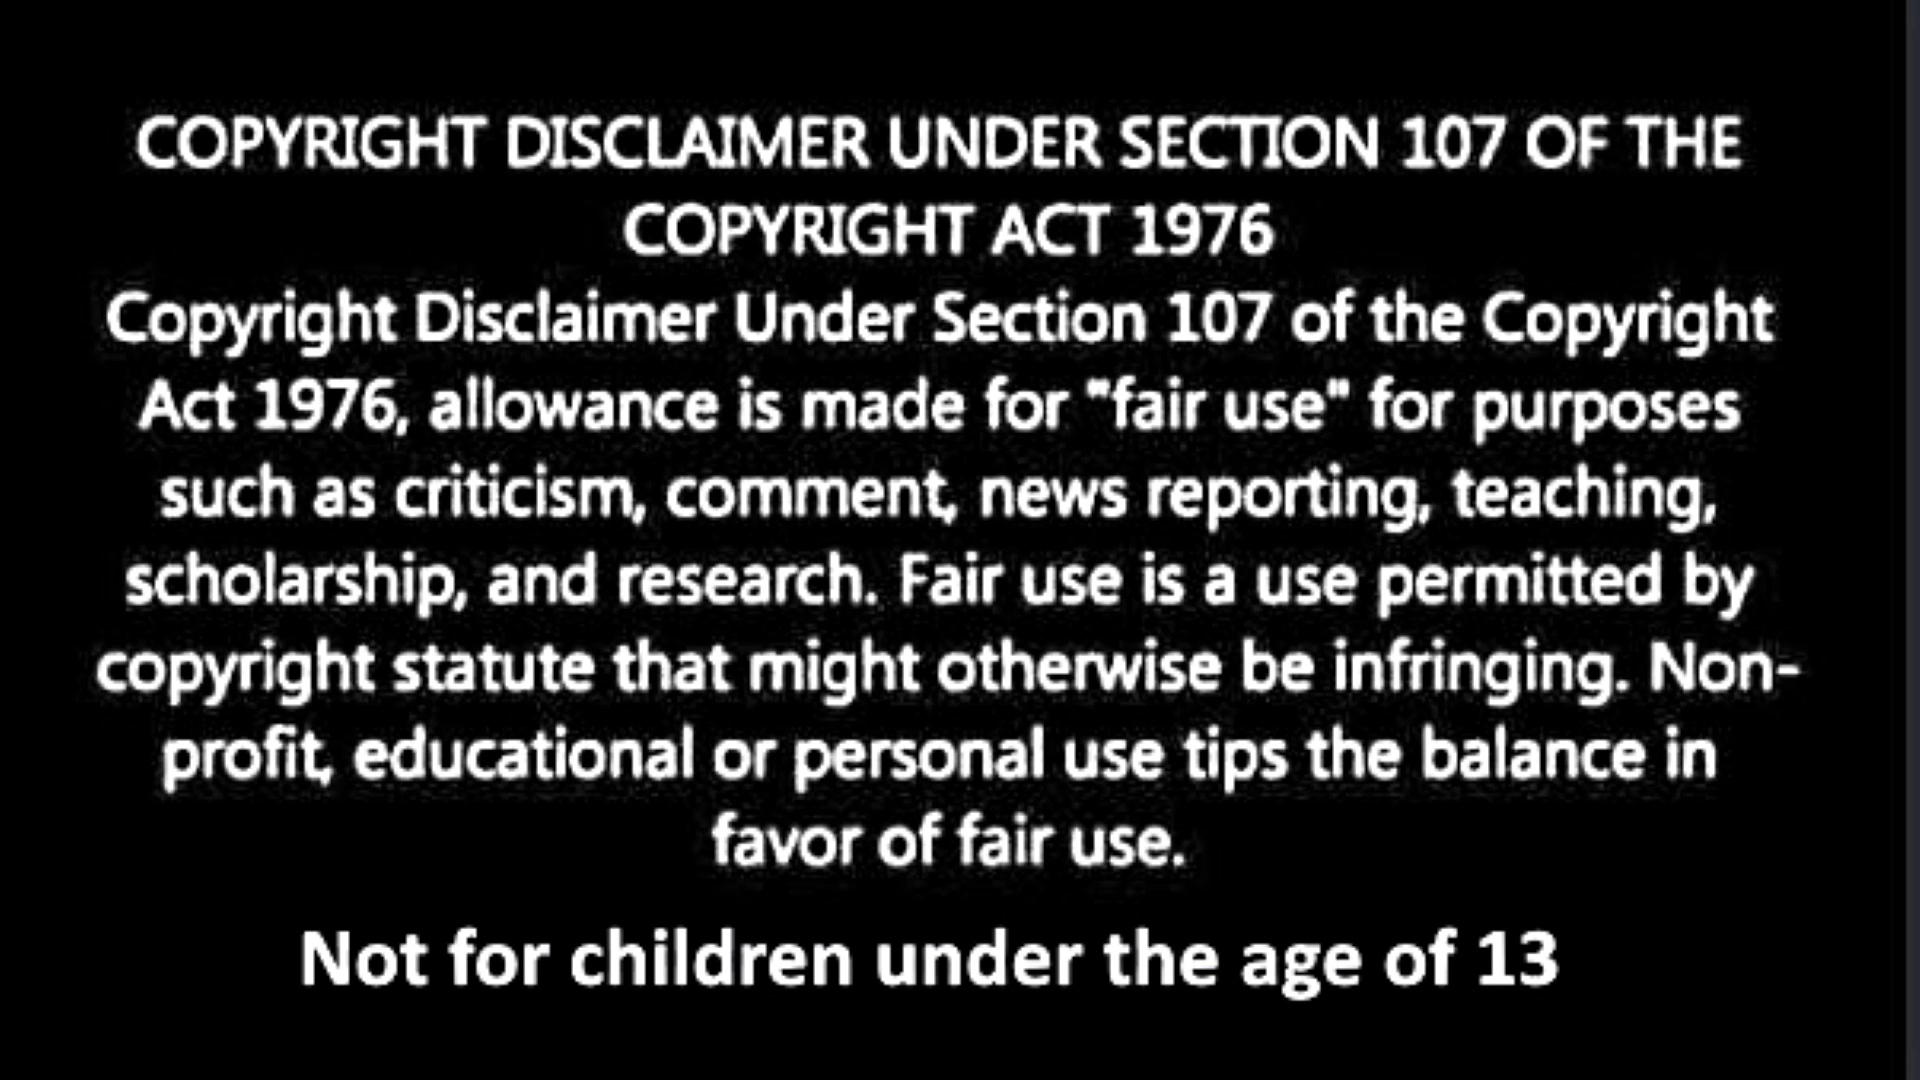 COPYRIGHT DISCLAIMER UNDER SECTION 107 OF THE
COPYRIGHT ACT 1976
Copyright Disclaimer Under Section 107 of the Copyright
Act 1976, allowance is made for "fair use" for purposes
such as criticism, comment, news reporting, teaching,
scholarship, and research. Fair use is a use permitted by
copyright statute that might otherwise be infringing. Non-
profit, educational or personal use tips the balance in
favor of fair use.
Not for children under the age of 13